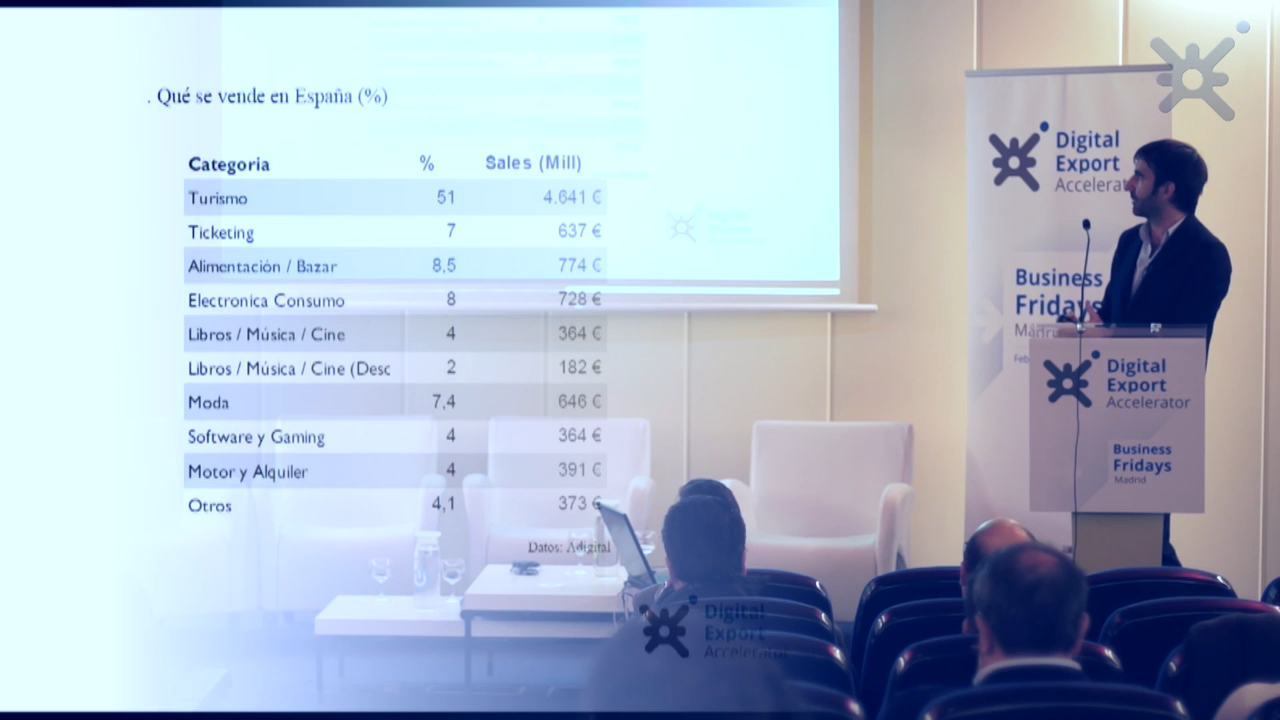 . Qué se vende en España (%)
Categoria % Sales (Mill)
Turismo 51 4.641 €
Ticketing 7 637 €
Alimentación / Bazar 8,5 774 €
Electronica Consumo 8 728 €
Libros / Música / Cine 4 364 €
Libros / Música / Cine (Desc 2 182 €
Moda 7,4 646 €
Software y Gaming 4 364 €
Motor y Alquiler 4 391 €
Otros 4,1 373 €
Datos: Adigital
Digital
Export
Accelerat
Business
Fridays
Madrid
Feb
Digital
Export
Accelerator
Business
Fridays
Madrid
Digital
Export
Accelerator